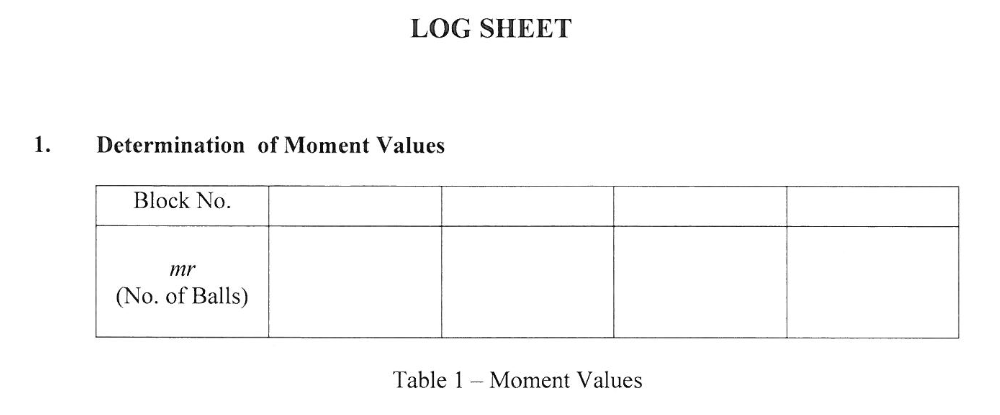 LOG SHEET
1. Determination of Moment Values
Block No.
mr
(No. of Balls)
Table 1 – Moment Values